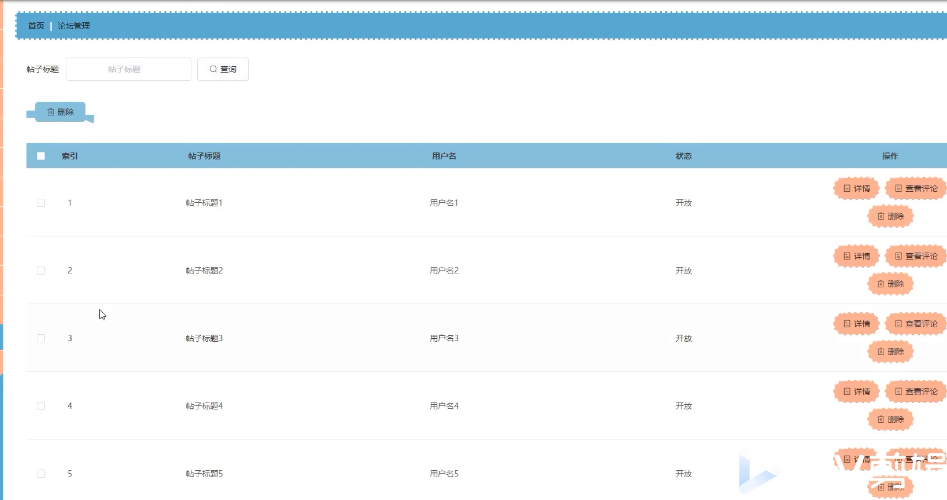 首页 | 论坛管理
帖子标题 帖子标题 查询
删除
索引 帖子标题 用户名 状态 操作
1 帖子标题1 用户名1 开放 详情 查看评论
删除
2 帖子标题2 用户名2 开放 详情 查看评论
删除
3 帖子标题3 用户名3 开放 详情 查看评论
删除
4 帖子标题4 用户名4 开放 详情 查看评论
删除
5 帖子标题5 用户名5 开放 详情
删除